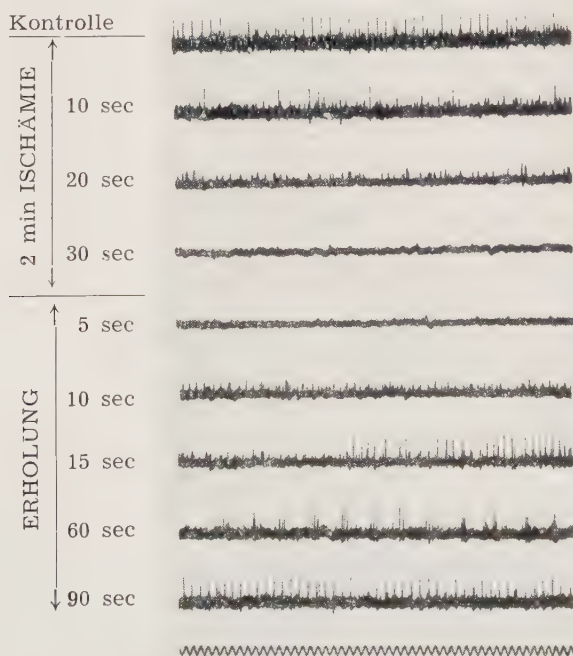 Kontrolle
2 min ISCHÄMIE
10 sec
20 sec
30 sec
ERHOLUNG
5 sec
10 sec
15 sec
60 sec
90 sec